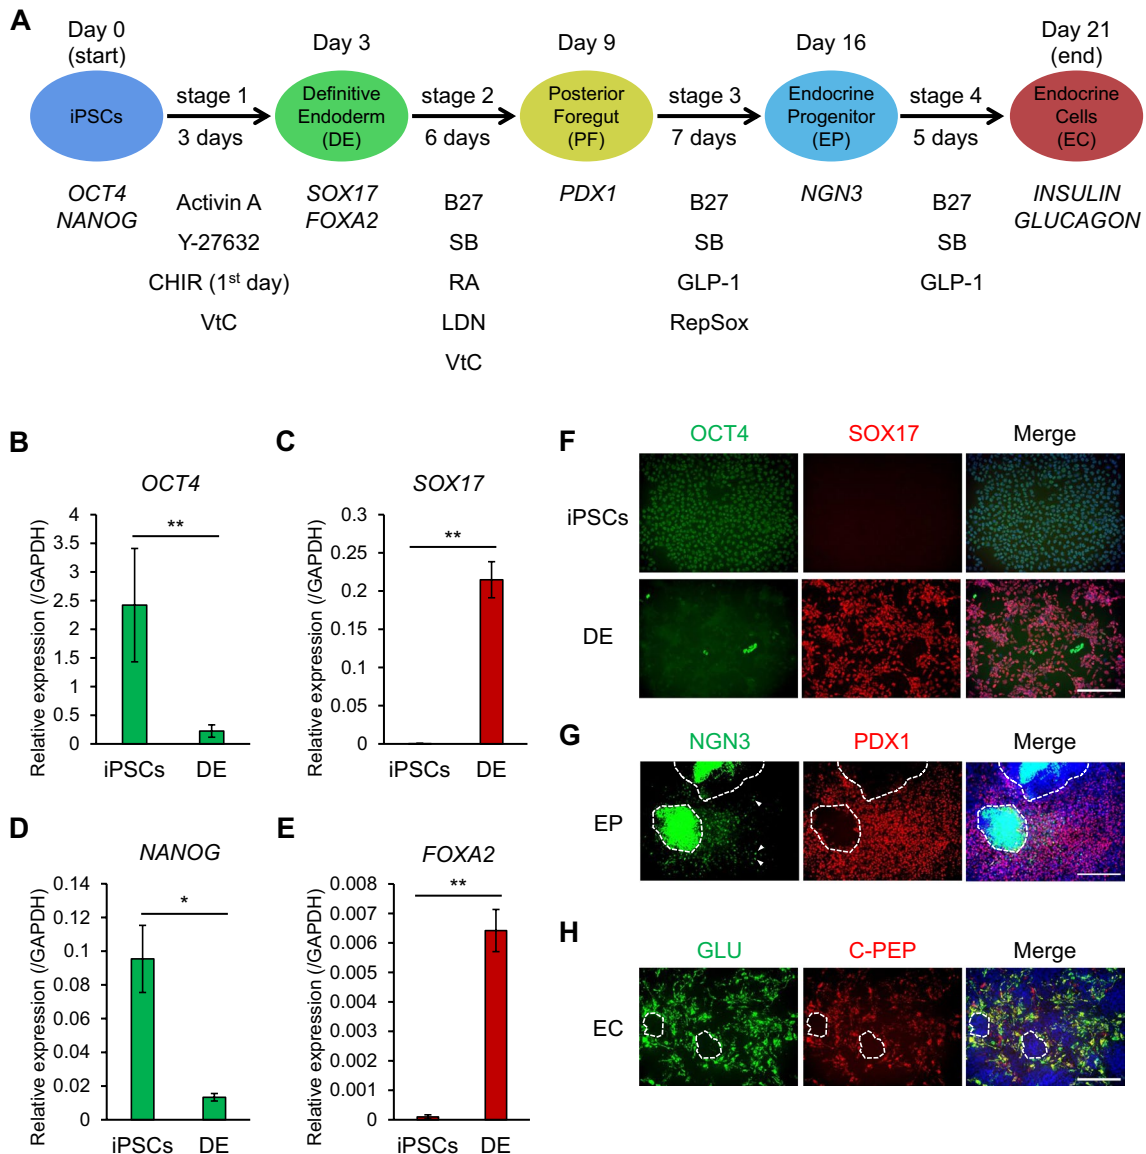 A
Day 0
(start)
Day 3
Day 9
Day 16
Day 21
(end)
iPSCs
stage 1
3 days
Definitive
Endoderm
(DE)
stage 2
6 days
Posterior
Foregut
(PF)
stage 3
7 days
Endocrine
Progenitor
(EP)
stage 4
5 days
Endocrine
Cells
(EC)
OCT4
NANOG
Activin A
Y-27632
CHIR (1st day)
VtC
SOX17
FOXA2
B27
SB
RA
LDN
VtC
PDX1
B27
SB
GLP-1
RepSox
NGN3
B27
SB
GLP-1
INSULIN
GLUCAGON
B
OCT4
Relative expression (/GAPDH)
4
3.5
3
2.5
2
1.5
1
0.5
0
**
iPSCs DE
C
SOX17
Relative expression (/GAPDH)
0.3
0.25
0.2
0.15
0.1
0.05
0
**
iPSCs DE
D
NANOG
Relative expression (/GAPDH)
0.14
0.12
0.1
0.08
0.06
0.04
0.02
0
*
iPSCs DE
E
FOXA2
Relative expression (/GAPDH)
0.008
0.007
0.006
0.005
0.004
0.003
0.002
0.001
0
**
iPSCs DE
F
OCT4 SOX17 Merge
iPSCs
DE
G
NGN3 PDX1 Merge
EP
H
GLU C-PEP Merge
EC